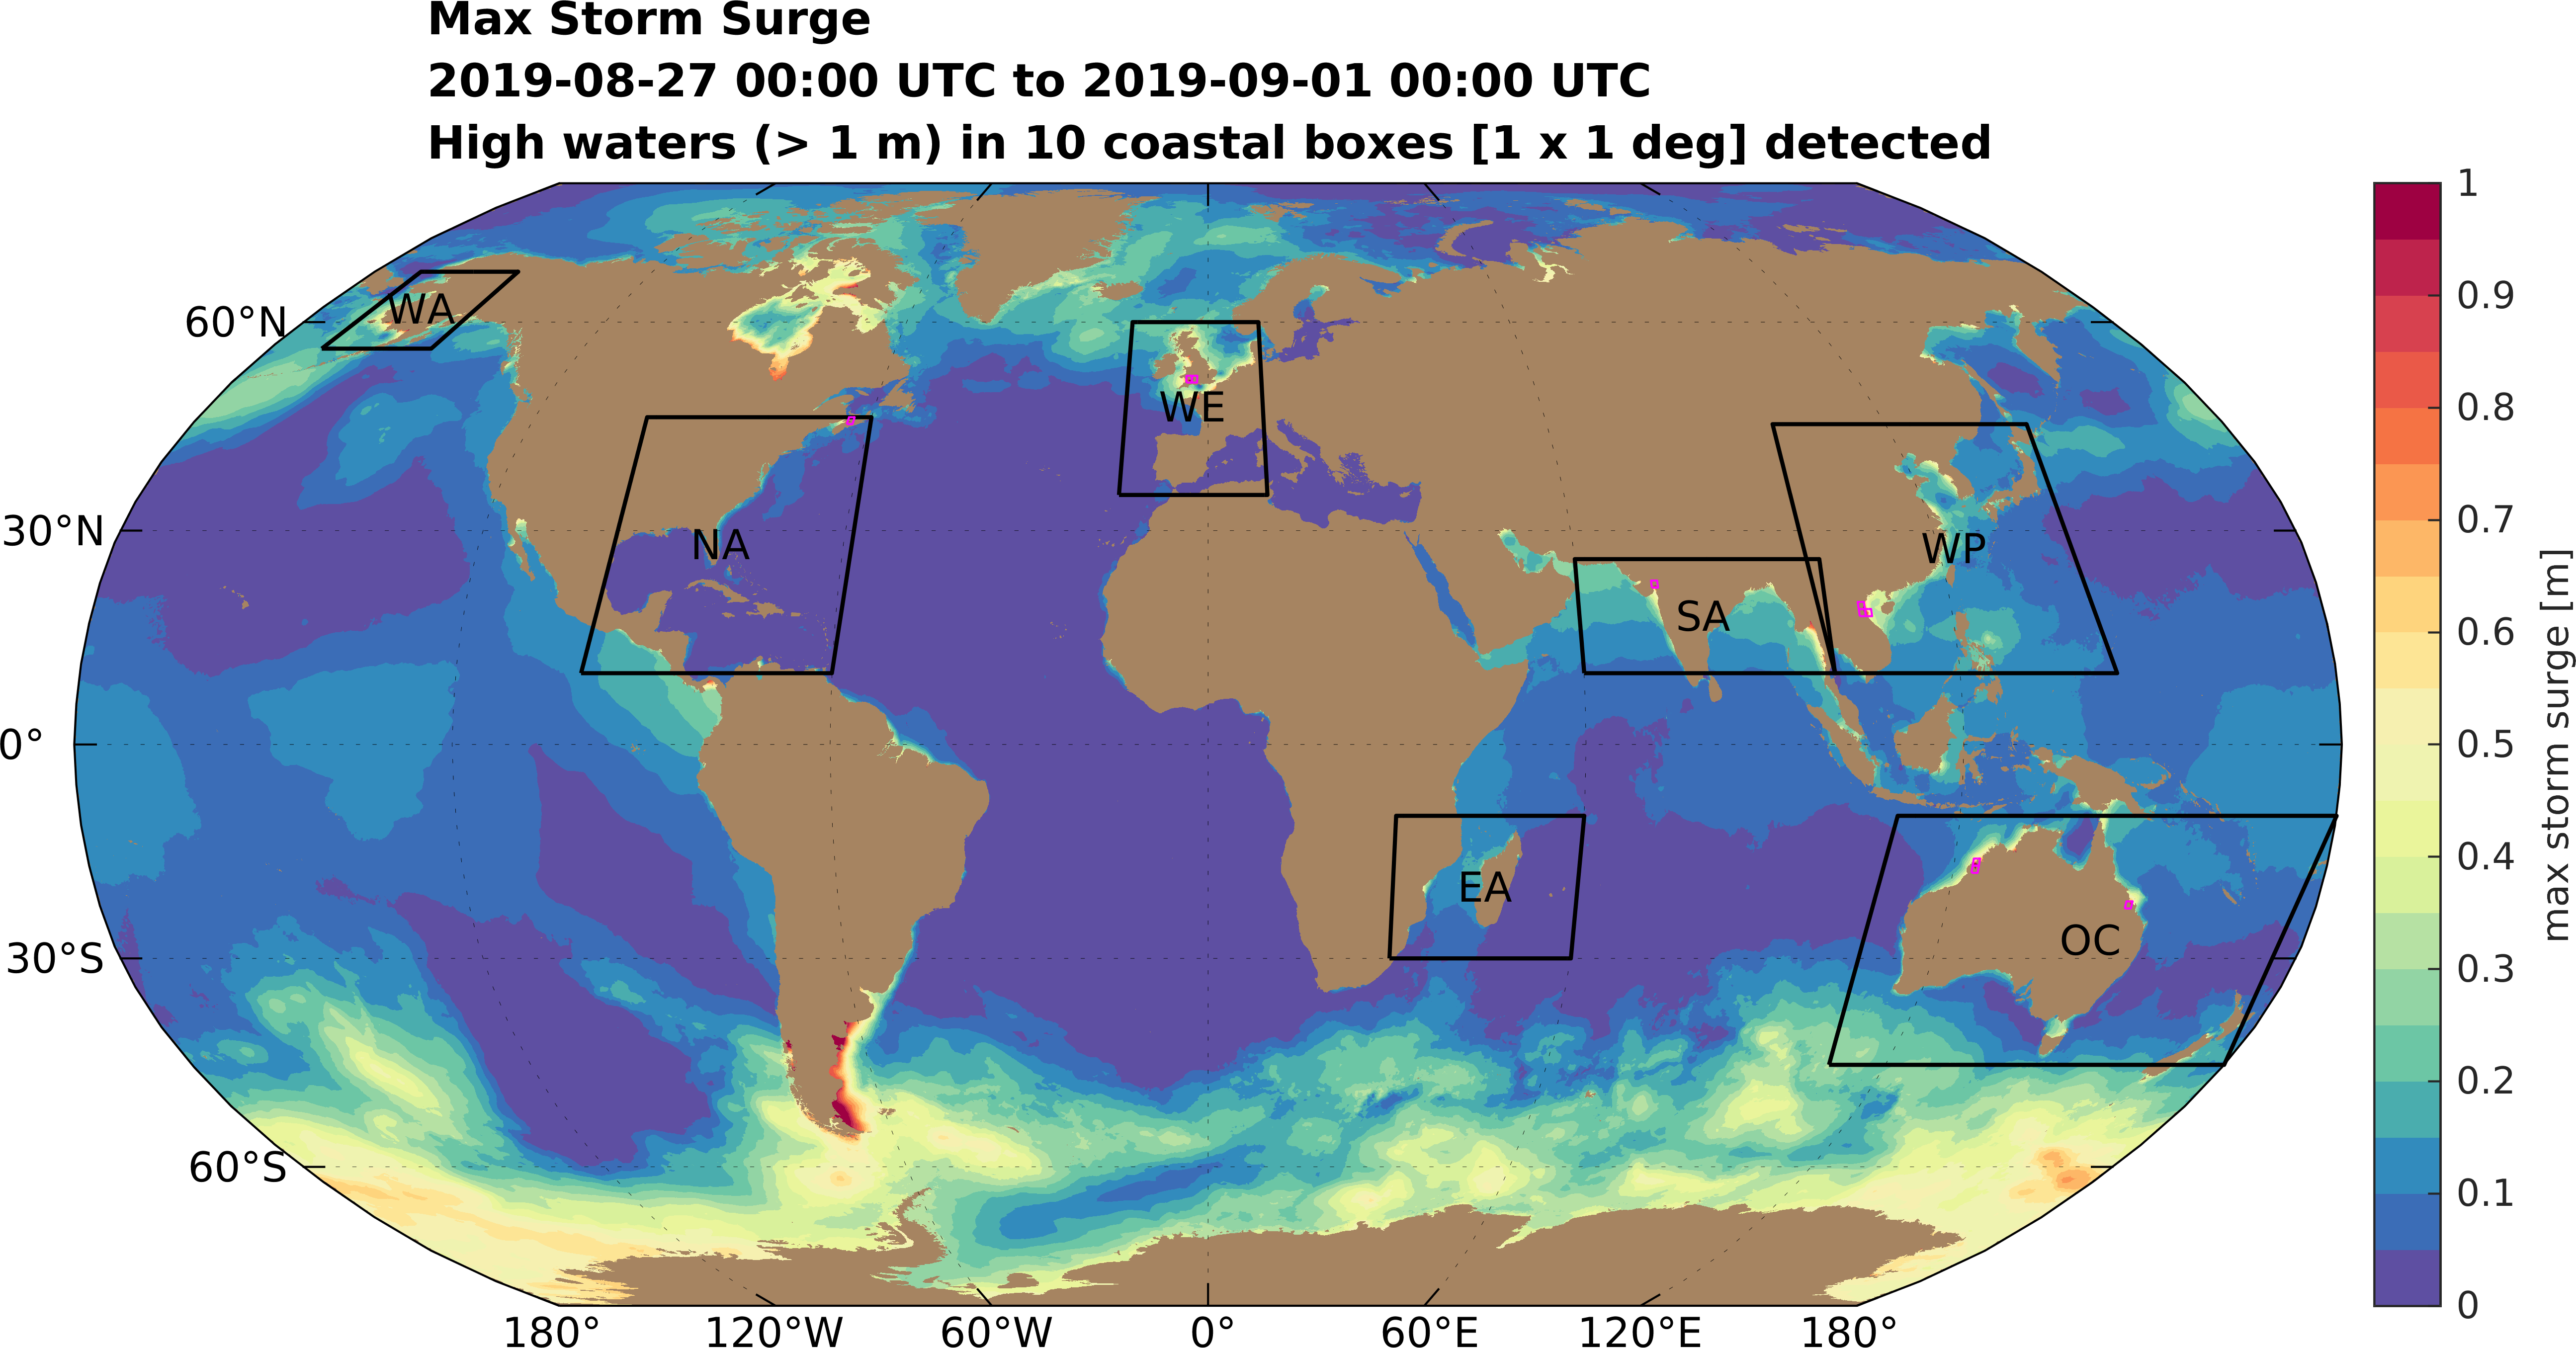 Max Storm Surge
2019-08-27 00:00 UTC to 2019-09-01 00:00 UTC
High waters (> 1 m) in 10 coastal boxes [1 x 1 deg] detected
60°N
30°N
0°
30°S
60°S
WA
NA
WE
SA
WP
EA
OC
180°
120°W
60°W
0°
60°E
120°E
180°
1
0.9
0.8
0.7
0.6
0.5
0.4
0.3
0.2
0.1
0
max storm surge [m]